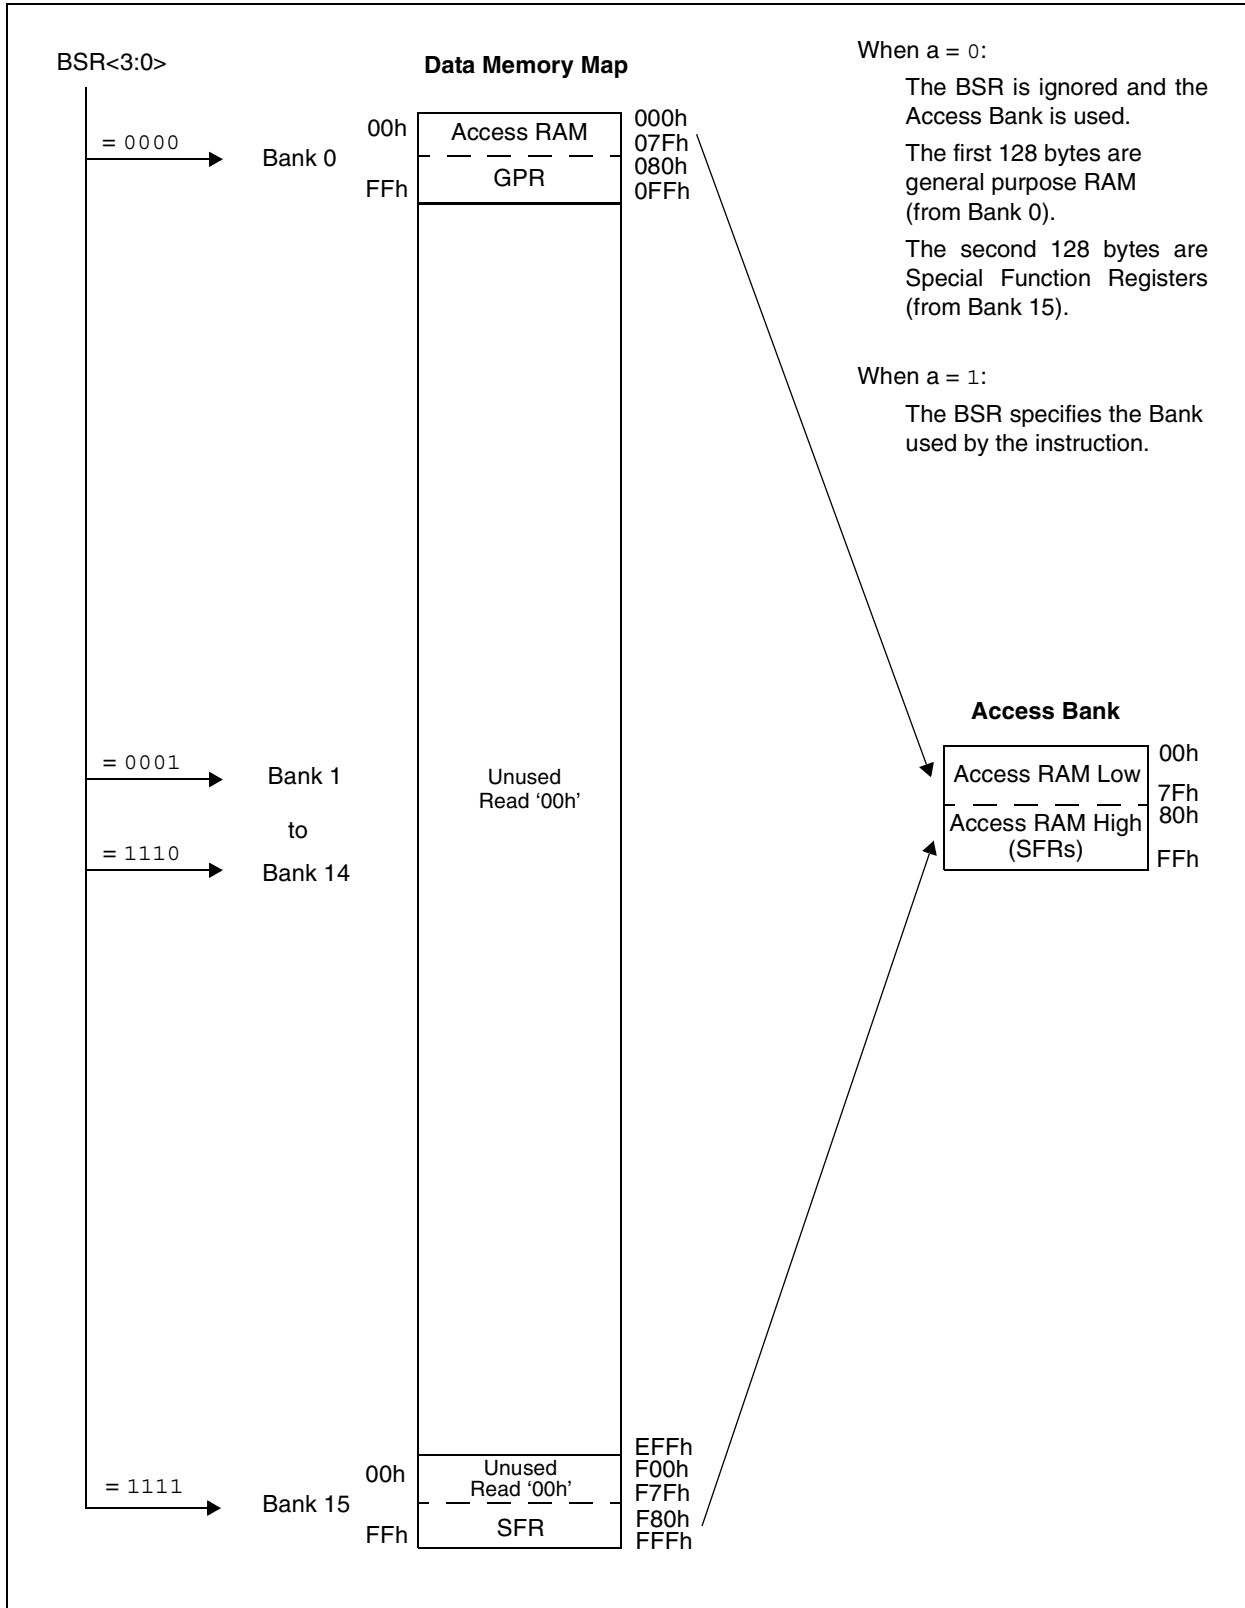 BSR<3:0>
Data Memory Map
When a = 0:
The BSR is ignored and the
Access Bank is used.
The first 128 bytes are
general purpose RAM
(from Bank 0).
The second 128 bytes are
Special Function Registers
(from Bank 15).
When a = 1:
The BSR specifies the Bank
used by the instruction.
= 0000
Bank 0
00h
FFh
Access RAM
GPR
000h
07Fh
080h
0FFh
= 0001
Bank 1
to
= 1110
Bank 14
Unused
Read ‘00h’
Access Bank
Access RAM Low
Access RAM High
(SFRs)
00h
7Fh
80h
FFh
= 1111
Bank 15
00h
FFh
Unused
Read ‘00h’
SFR
EFFh
F00h
F7Fh
F80h
FFFh